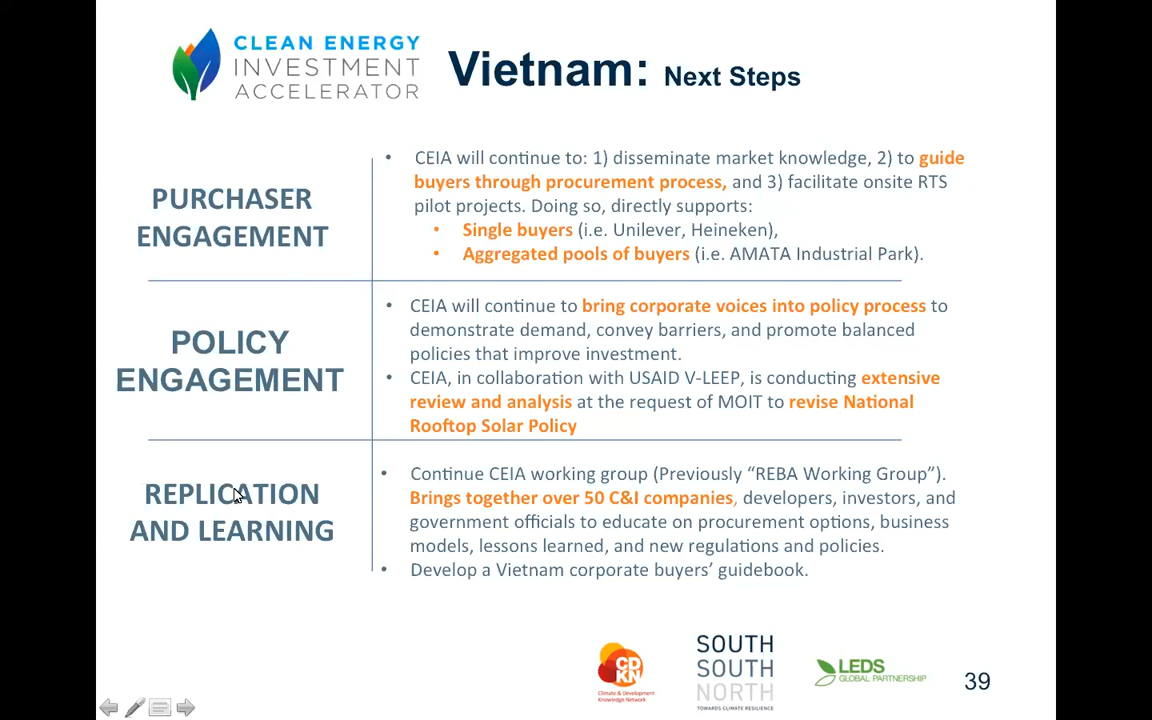 CLEAN ENERGY
INVESTMENT
ACCELERATOR
Vietnam: Next Steps
PURCHASER
ENGAGEMENT
• CEIA will continue to: 1) disseminate market knowledge, 2) to guide
buyers through procurement process, and 3) facilitate onsite RTS
pilot projects. Doing so, directly supports:
• Single buyers (i.e. Unilever, Heineken),
• Aggregated pools of buyers (i.e. AMATA Industrial Park).
POLICY
ENGAGEMENT
• CEIA will continue to bring corporate voices into policy process to
demonstrate demand, convey barriers, and promote balanced
policies that improve investment.
• CEIA, in collaboration with USAID V-LEEP, is conducting extensive
review and analysis at the request of MOIT to revise National
Rooftop Solar Policy
REPLICATION
AND LEARNING
• Continue CEIA working group (Previously “REBA Working Group”).
Brings together over 50 C&I companies, developers, investors, and
government officials to educate on procurement options, business
models, lessons learned, and new regulations and policies.
• Develop a Vietnam corporate buyers’ guidebook.
CDKN
Climate & Development
Knowledge Network
SOUTH
SOUTH
NORTH
TOWARDS CLIMATE RESILIENCE
LEDS
GLOBAL PARTNERSHIP
39